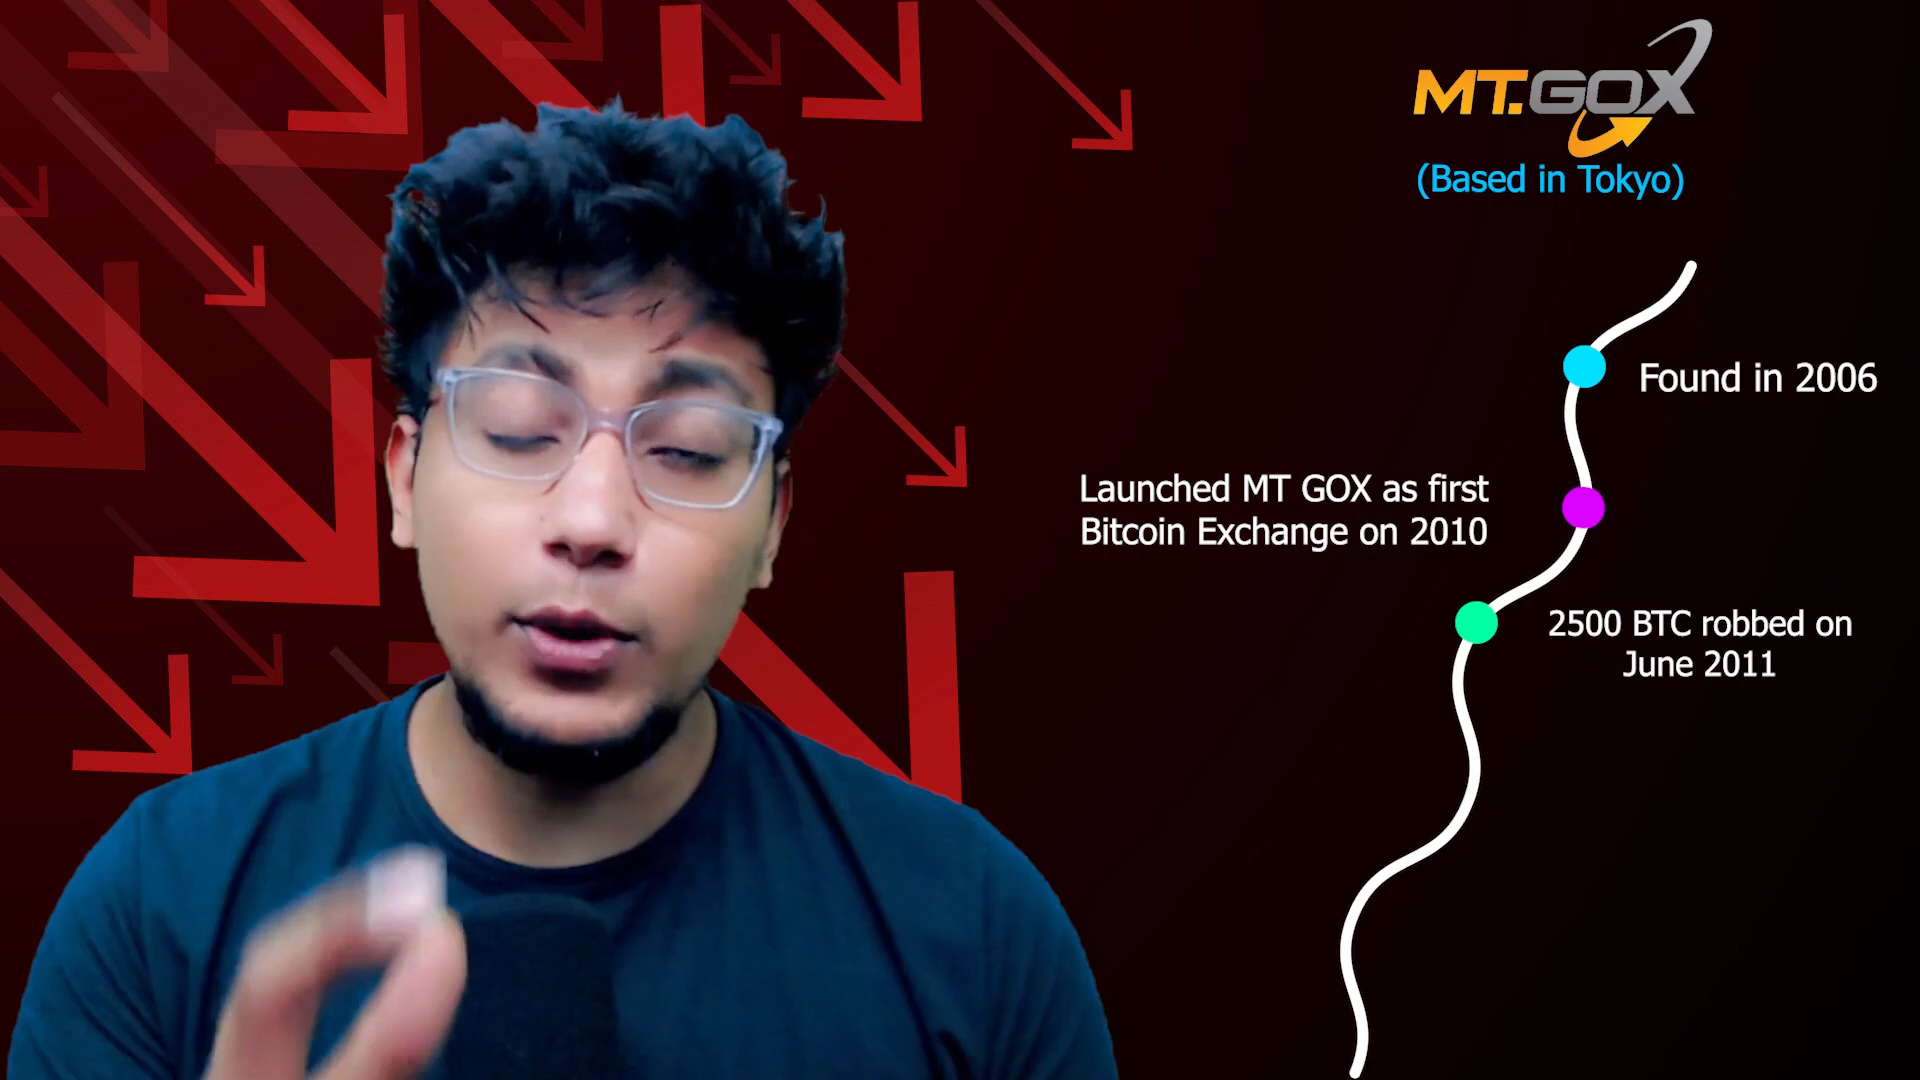 MT.GOX
(Based in Tokyo)
Found in 2006
Launched MT GOX as first
Bitcoin Exchange on 2010
2500 BTC robbed on
June 2011